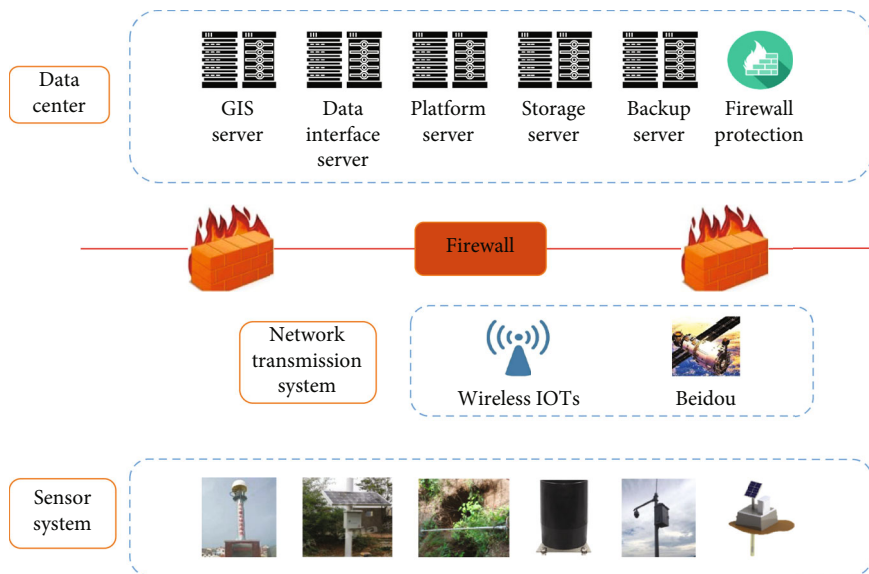 Data
center
GIS
server
Data
interface
server
Platform
server
Storage
server
Backup
server
Firewall
protection
Firewall
Network
transmission
system
Wireless IOTs
Beidou
Sensor
system